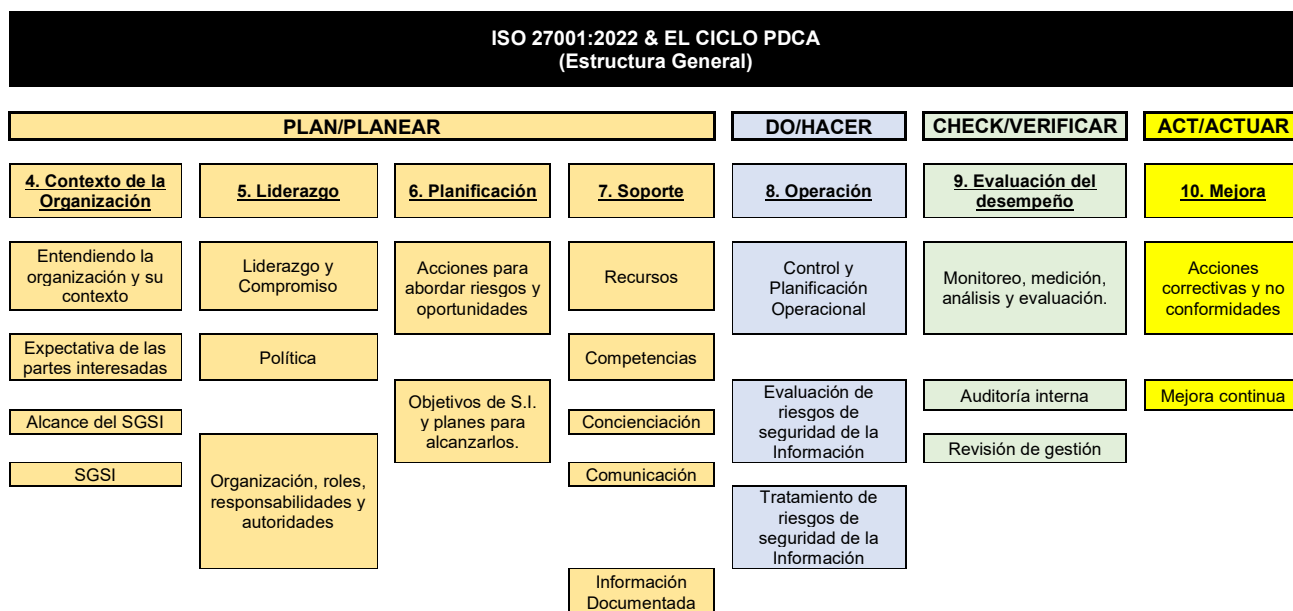 ISO 27001:2022 & EL CICLO PDCA
(Estructura General)
PLAN/PLANEAR
DO/HACER
CHECK/VERIFICAR
ACT/ACTUAR
4. Contexto de la
Organización
5. Liderazgo
6. Planificación
7. Soporte
8. Operación
9. Evaluación del
desempeño
10. Mejora
Entendiendo la
organización y su
contexto
Liderazgo y
Compromiso
Acciones para
abordar riesgos y
oportunidades
Recursos
Control y
Planificación
Operacional
Monitoreo, medición,
análisis y evaluación.
Acciones
correctivas y no
conformidades
Expectativa de las
partes interesadas
Política
Competencias
Alcance del SGSI
Objetivos de S.I.
y planes para
alcanzarlos.
Concienciación
Evaluación de
riesgos de
seguridad de la
Información
Auditoría interna
Mejora continua
SGSI
Organización, roles,
responsabilidades y
autoridades
Comunicación
Revisión de gestión
Tratamiento de
riesgos de
seguridad de la
Información
Información
Documentada